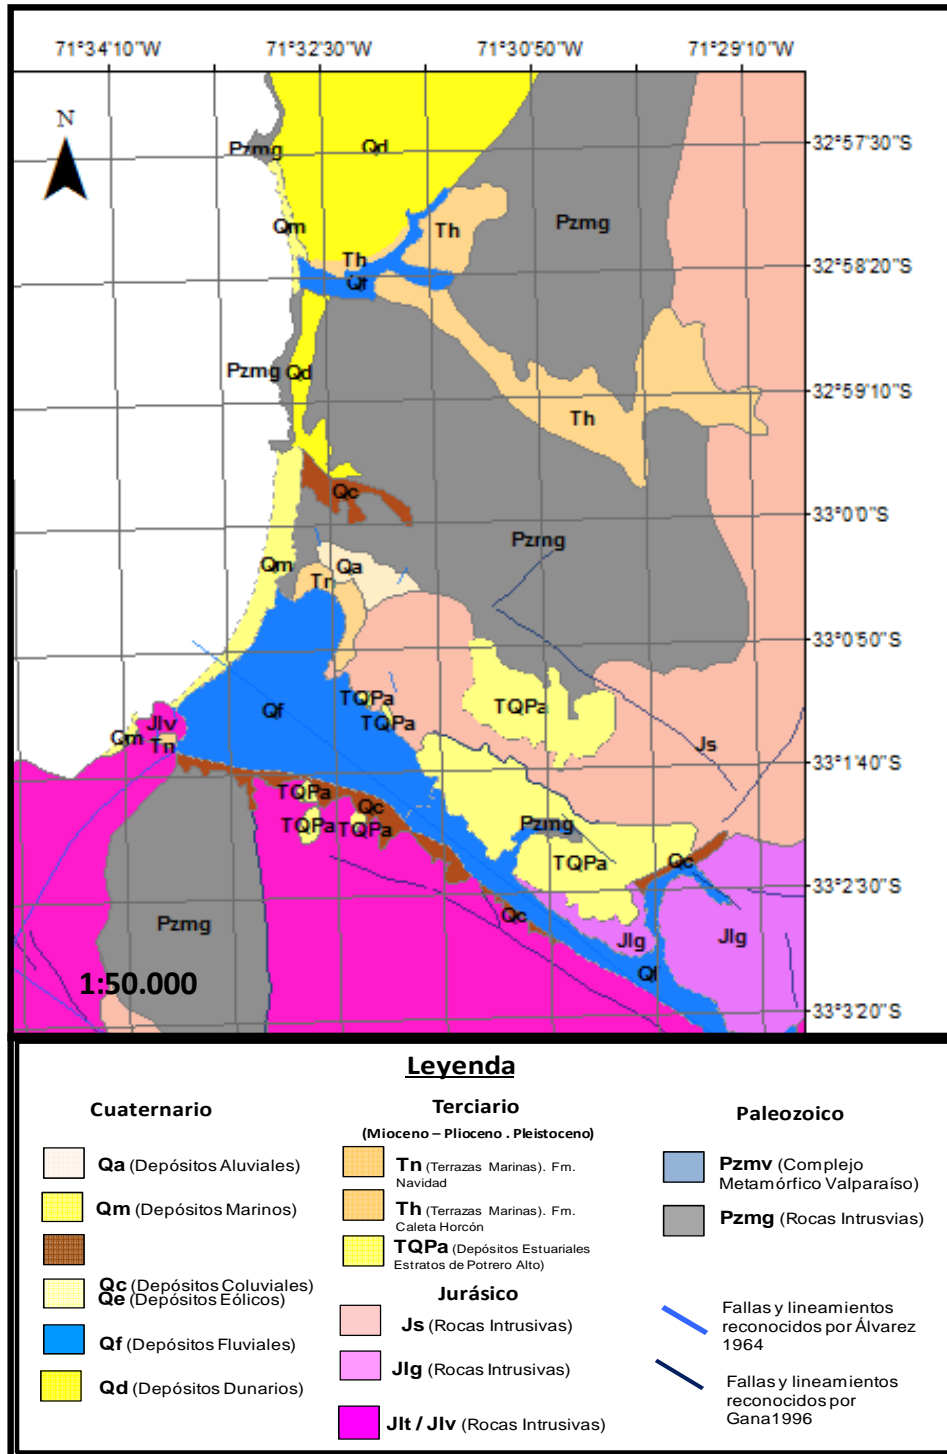 71°34'10"W 71°32'30"W 71°30'50"W 71°29'10"W
N
Pzmg
Qd
32°57'30"S
Qm
Th
Pzmg
Th
Qf
32°58'20"S
Pzmg
Qd
32°59'10"S
Th
Qc
33°0'0"S
Pzmg
Qm
Qa
Tn
33°0'50"S
TQPa
TQPa
TQPa
Qf
Jlv
Qm
Tn
Js
33°1'40"S
TQPa
Qc
TQPa
TQPa
Pzmg
TQPa
Qc
33°2'30"S
Qc
Pzmg
Jlg
Jlg
Qf
1:50.000
33°3'20"S
Leyenda
Cuaternario
Qa (Depósitos Aluviales)
Qm (Depósitos Marinos)
Qc (Depósitos Coluviales)
Qe (Depósitos Eólicos)
Qf (Depósitos Fluviales)
Qd (Depósitos Dunarios)
Terciario
(Mioceno – Plioceno . Pleistoceno)
Tn (Terrazas Marinas). Fm.
Navidad
Th (Terrazas Marinas). Fm.
Caleta Horcón
TQPa (Depósitos Estuariales
Estratos de Potrero Alto)
Jurásico
Js (Rocas Intrusivas)
Jlg (Rocas Intrusivas)
Jlt / Jlv (Rocas Intrusivas)
Paleozoico
Pzmv (Complejo
Metamórfico Valparaíso)
Pzmg (Rocas Intrusvias)
Fallas y lineamientos
reconocidos por Álvarez
1964
Fallas y lineamientos
reconocidos por
Gana1996